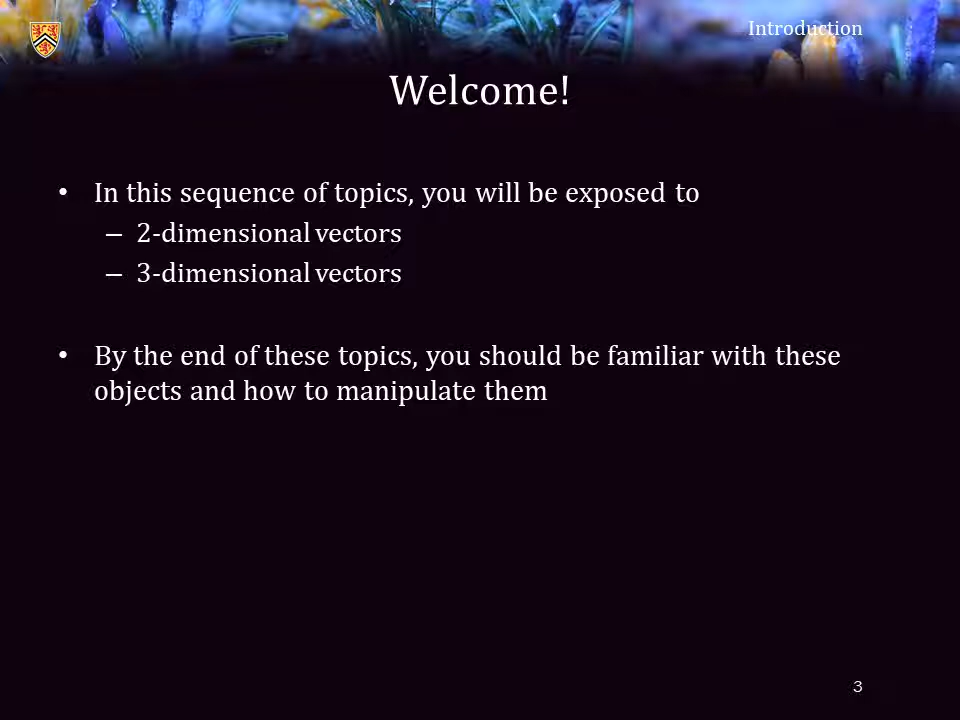 Introduction
Welcome!
• In this sequence of topics, you will be exposed to
– 2-dimensional vectors
– 3-dimensional vectors
• By the end of these topics, you should be familiar with these
objects and how to manipulate them
3